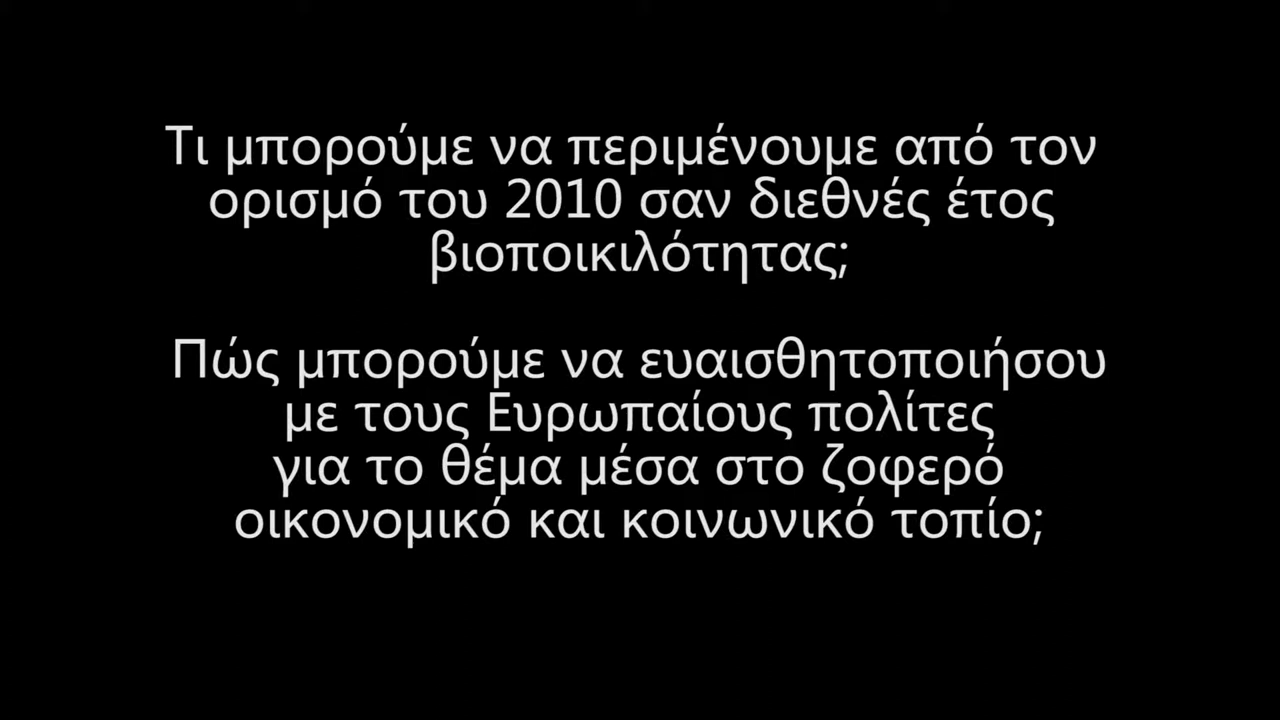 Τι μπορούμε να περιμένουμε από τον
ορισμό του 2010 σαν διεθνές έτος
βιοποικιλότητας;
Πώς μπορούμε να ευαισθητοποιήσου
με τους Ευρωπαίους πολίτες
για το θέμα μέσα στο ζοφερό
οικονομικό και κοινωνικό τοπίο;